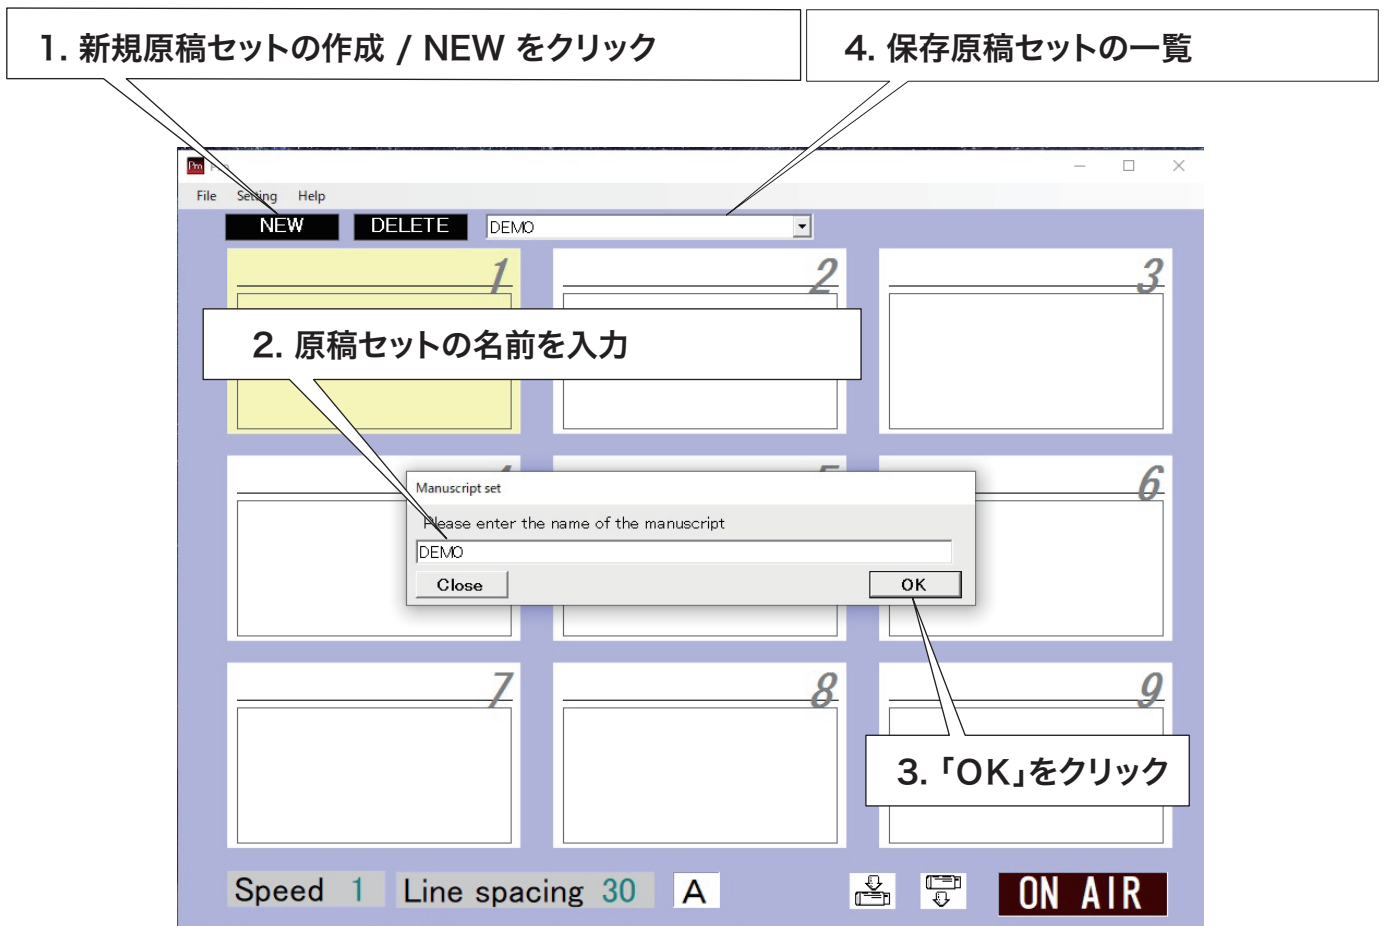 1. 新規原稿セットの作成 / NEW をクリック
4. 保存原稿セットの一覧
Pm
File Setting Help
NEW DELETE DEMO
1 2 3
2. 原稿セットの名前を入力
6
Manuscript set
Please enter the name of the manuscript
DEMO
Close OK
7 8 9
3.「OK」をクリック
Speed 1 Line spacing 30 A ON AIR